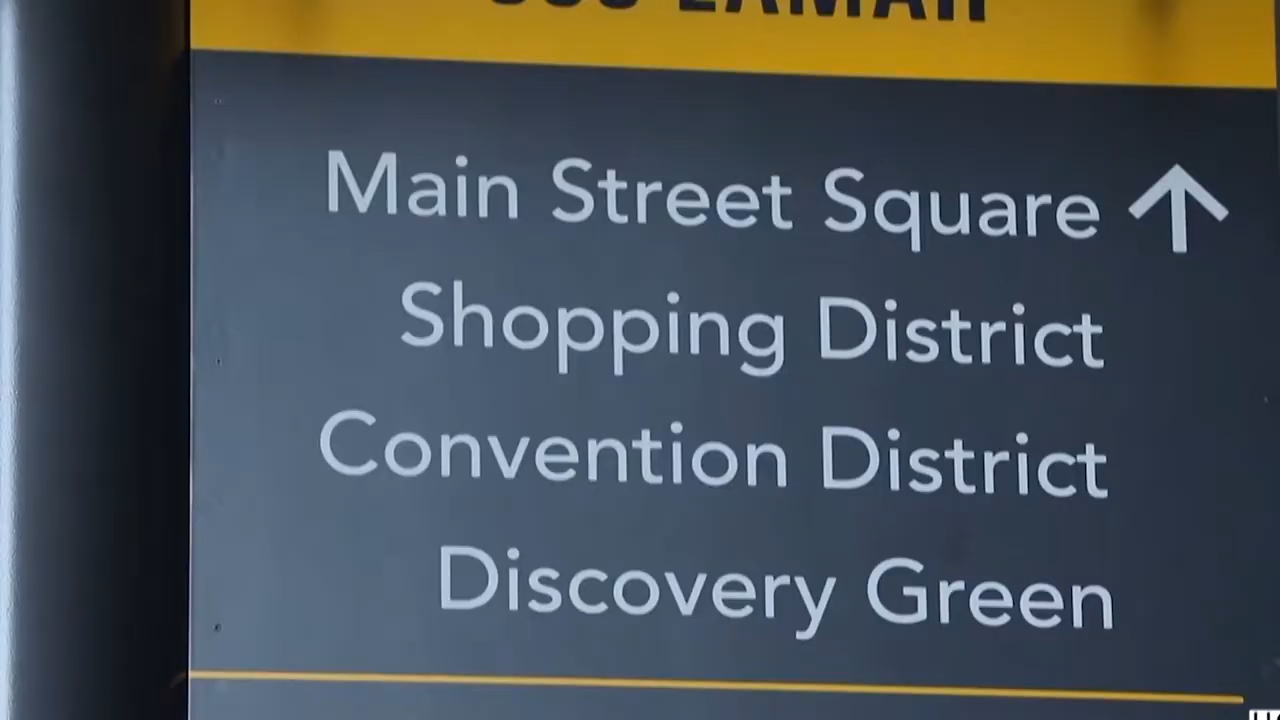 LAMAR
Main Street Square ↑
Shopping District
Convention District
Discovery Green